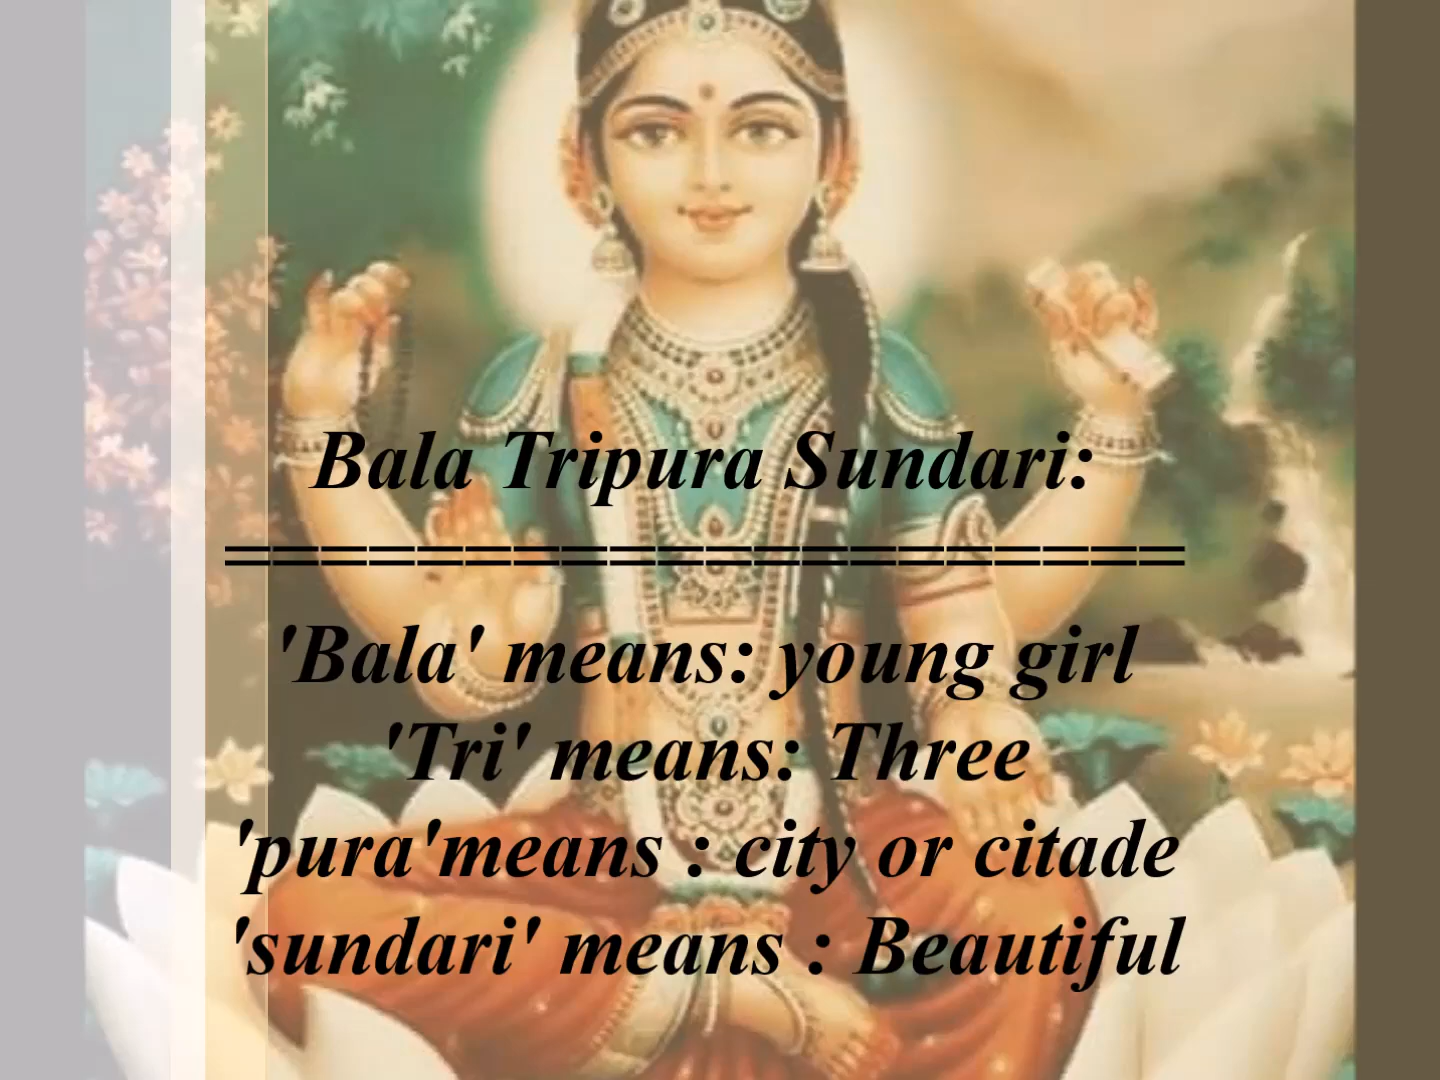 Bala Tripura Sundari:
====================
'Bala' means: young girl
'Tri' means: Three
'pura'means : city or citade
'sundari' means : Beautiful